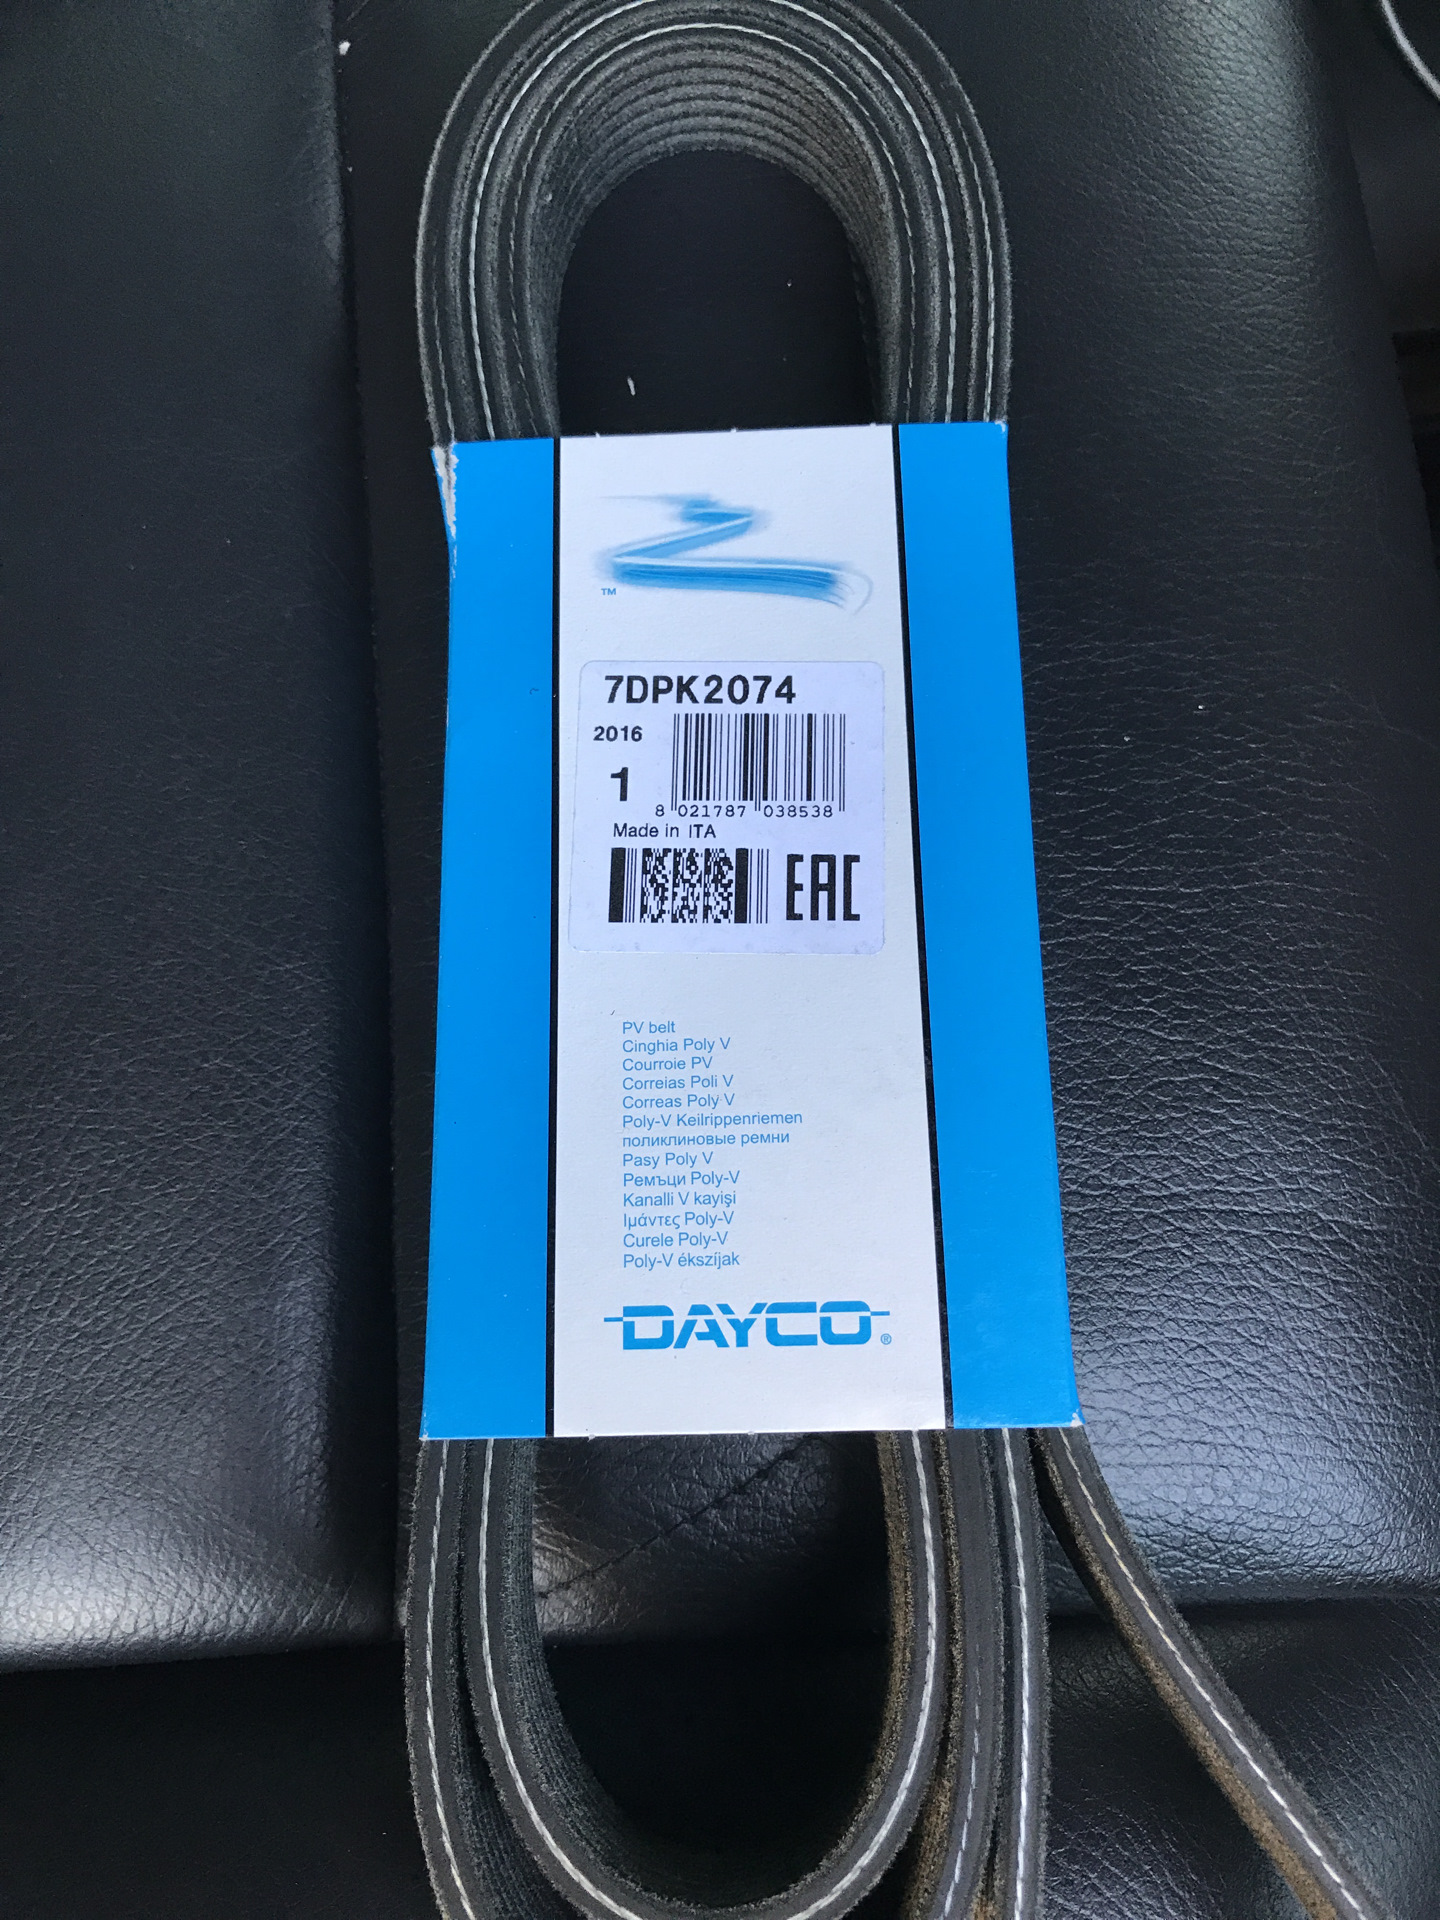 TM
7DPK2074
2016
1
8 021787 038538
Made in ITA
EAC
PV belt
Cinghia Poly V
Courroie PV
Correias Poli V
Correas Poly V
Poly-V Keilrippenriemen
поликлиновые ремни
Pasy Poly V
Ремъци Poly-V
Kanalli V kayişi
Ιμάντες Poly-V
Curele Poly-V
Poly-V ékszíjak
DAYCO®